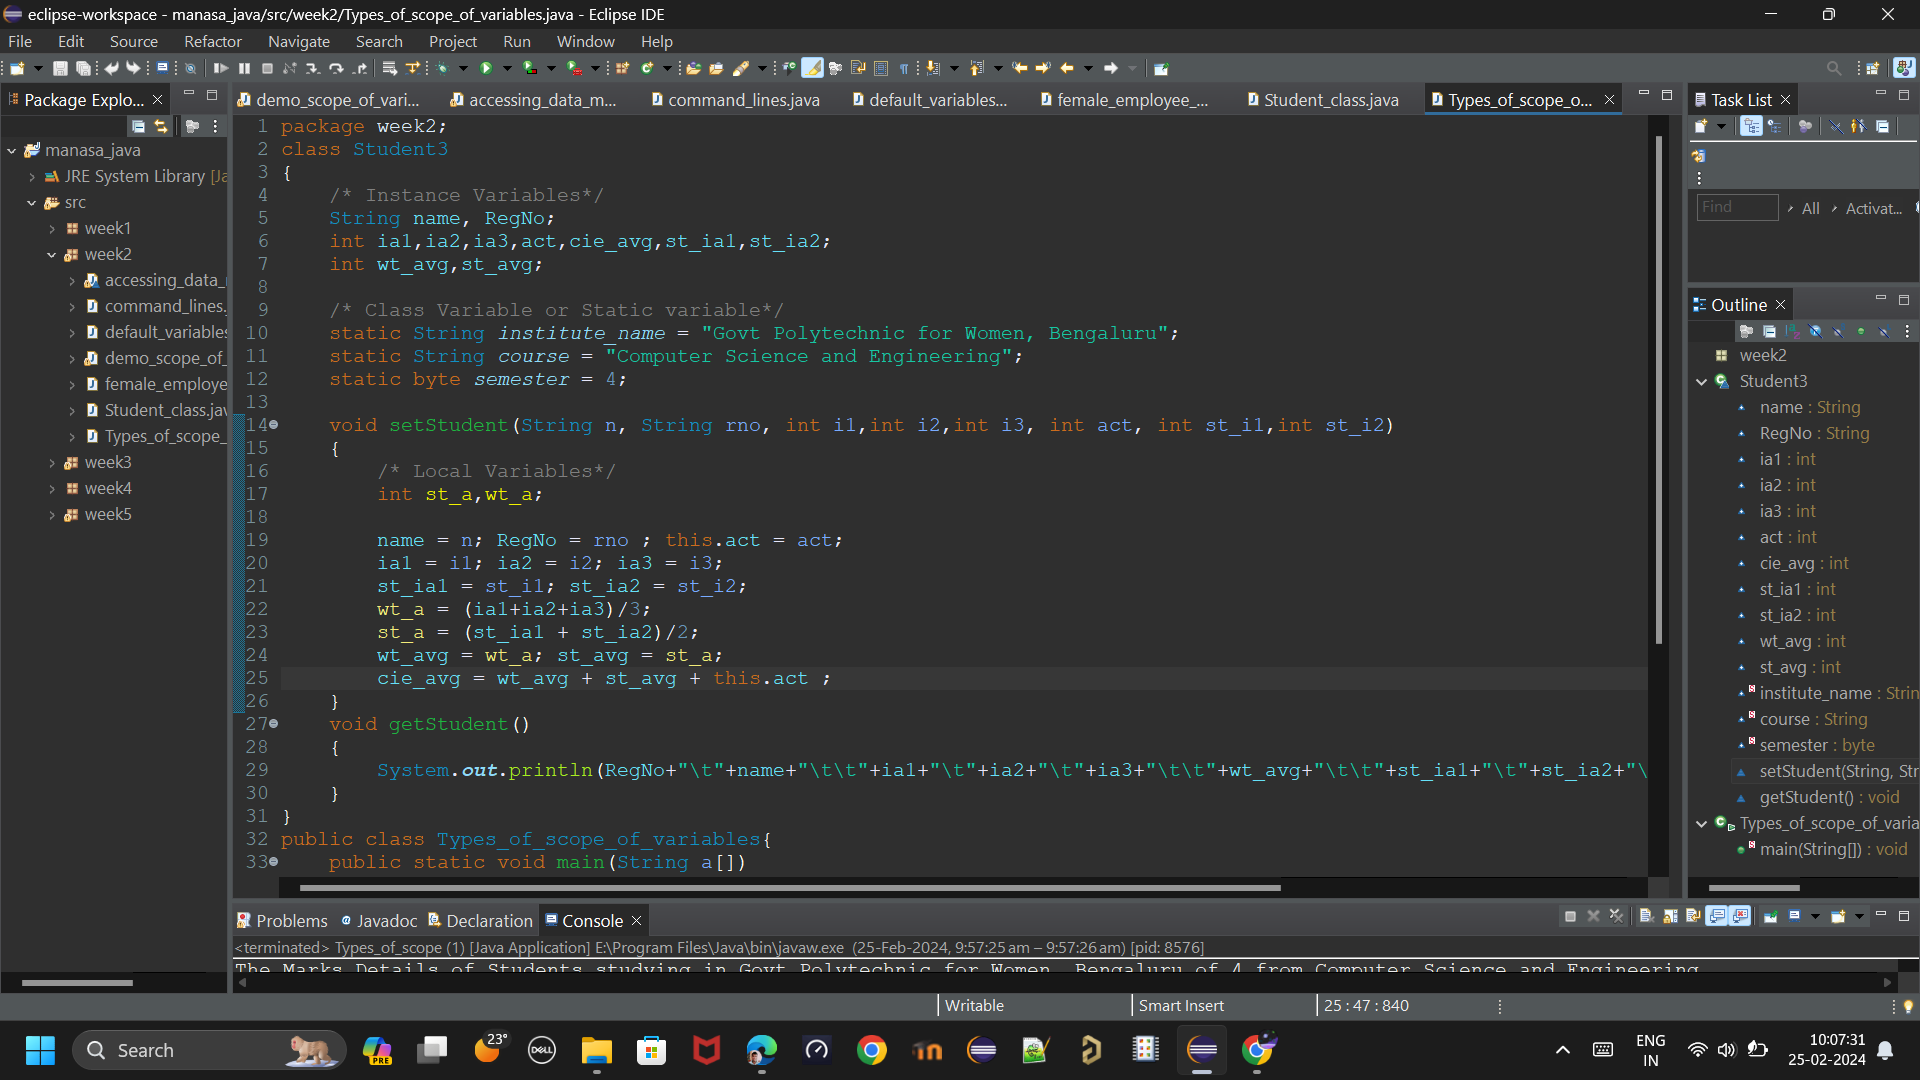 eclipse-workspace - manasa_java/src/week2/Types_of_scope_of_variables.java - Eclipse IDE
File Edit Source Refactor Navigate Search Project Run Window Help
Package Explo...
demo_scope_of_vari... accessing_data_m... command_lines.java default_variables... female_employee_... Student_class.java Types_of_scope_o...
Task List
manasa_java
JRE System Library [Ja
src
week1
week2
accessing_data_
command_lines.
default_variables
demo_scope_of_
female_employe
Student_class.jav
Types_of_scope_
week3
week4
week5
1 package week2;
2 class Student3
3 {
4 /* Instance Variables*/
5 String name, RegNo;
6 int ia1,ia2,ia3,act,cie_avg,st_ia1,st_ia2;
7 int wt_avg,st_avg;
8
9 /* Class Variable or Static variable*/
10 static String institute_name = "Govt Polytechnic for Women, Bengaluru";
11 static String course = "Computer Science and Engineering";
12 static byte semester = 4;
13
14 void setStudent(String n, String rno, int i1,int i2,int i3, int act, int st_i1,int st_i2)
15 {
16 /* Local Variables*/
17 int st_a,wt_a;
18
19 name = n; RegNo = rno ; this.act = act;
20 ia1 = i1; ia2 = i2; ia3 = i3;
21 st_ia1 = st_i1; st_ia2 = st_i2;
22 wt_a = (ia1+ia2+ia3)/3;
23 st_a = (st_ia1 + st_ia2)/2;
24 wt_avg = wt_a; st_avg = st_a;
25 cie_avg = wt_avg + st_avg + this.act ;
26 }
27 void getStudent()
28 {
29 System.out.println(RegNo+"\t"+name+"\t\t"+ia1+"\t"+ia2+"\t"+ia3+"\t\t"+wt_avg+"\t\t"+st_ia1+"\t"+st_ia2+"\
30 }
31 }
32 public class Types_of_scope_of_variables{
33 public static void main(String a[])
Find All Activat...
Outline
week2
Student3
name : String
RegNo : String
ia1 : int
ia2 : int
ia3 : int
act : int
cie_avg : int
st_ia1 : int
st_ia2 : int
wt_avg : int
st_avg : int
institute_name : Strin
course : String
semester : byte
setStudent(String, Str
getStudent() : void
Types_of_scope_of_varia
main(String[]) : void
Problems Javadoc Declaration Console
<terminated> Types_of_scope (1) [Java Application] E:\Program Files\Java\bin\javaw.exe (25-Feb-2024, 9:57:25 am – 9:57:26 am) [pid: 8576]
The Marks Details of Students studying in Govt Polytechnic for Women, Bengaluru of 4 from Computer Science and Engineering
Writable Smart Insert 25 : 47 : 840
Search
PRE
23°
DELL
ENG
IN
10:07:31
25-02-2024